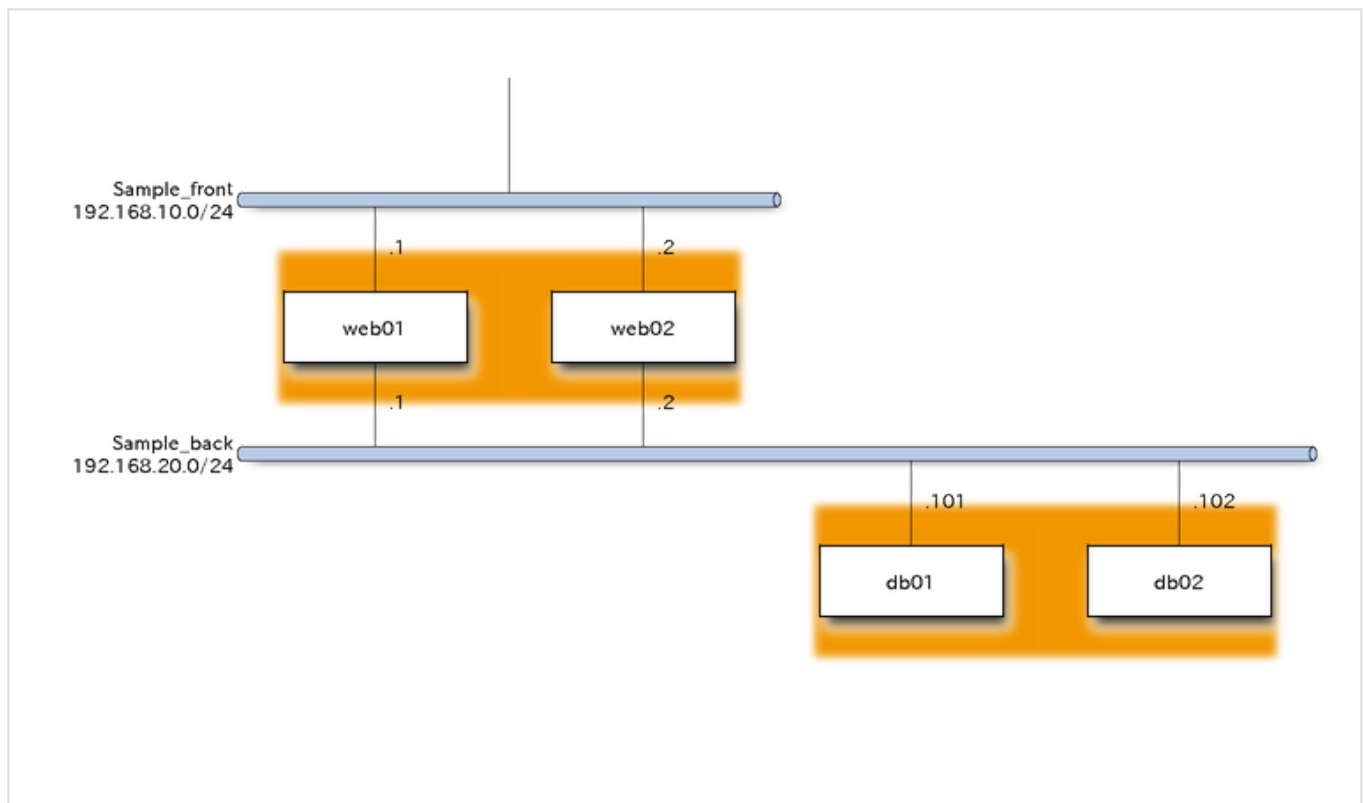 Sample_front
192.168.10.0/24
.1
.2
web01
web02
.1
.2
Sample_back
192.168.20.0/24
.101
.102
db01
db02